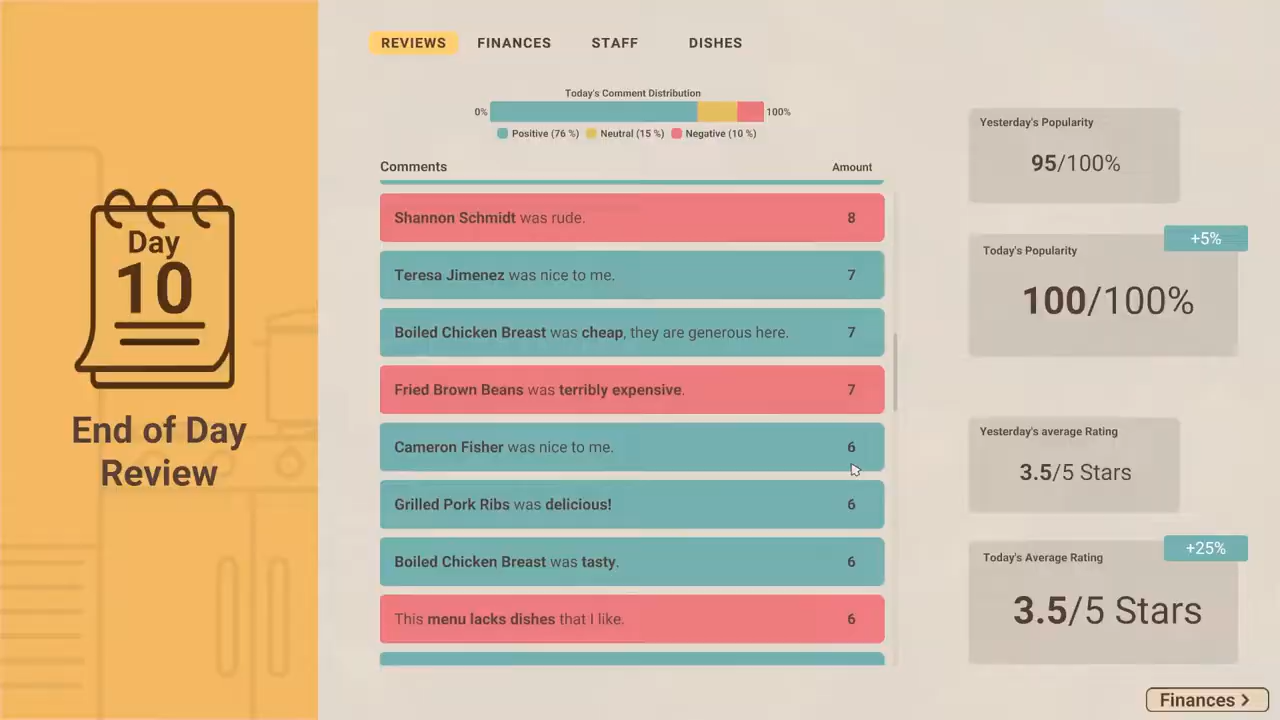 REVIEWS FINANCES STAFF DISHES
Today's Comment Distribution
0% 100%
Positive (76 %) Neutral (15 %) Negative (10 %)
Comments Amount
Shannon Schmidt was rude. 8
Teresa Jimenez was nice to me. 7
Boiled Chicken Breast was cheap, they are generous here. 7
Fried Brown Beans was terribly expensive. 7
Cameron Fisher was nice to me. 6
Grilled Pork Ribs was delicious! 6
Boiled Chicken Breast was tasty. 6
This menu lacks dishes that I like. 6
Day
10
End of Day
Review
Yesterday's Popularity
95/100%
+5%
Today's Popularity
100/100%
Yesterday's average Rating
3.5/5 Stars
+25%
Today's Average Rating
3.5/5 Stars
Finances